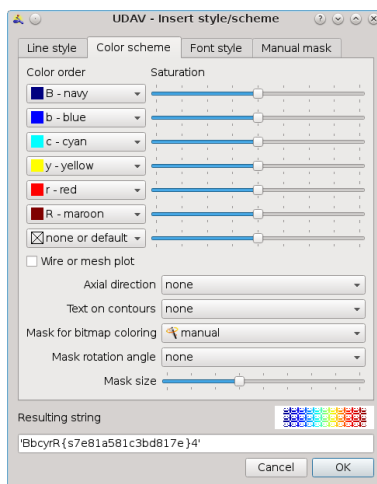 UDAV - Insert style/scheme
Line style Color scheme Font style Manual mask
Color order Saturation
B - navy
b - blue
c - cyan
y - yellow
r - red
R - maroon
none or default
Wire or mesh plot
Axial direction none
Text on contours none
Mask for bitmap coloring manual
Mask rotation angle none
Mask size
Resulting string
'BbcyrR{s7e81a581c3bd817e}4'
Cancel OK